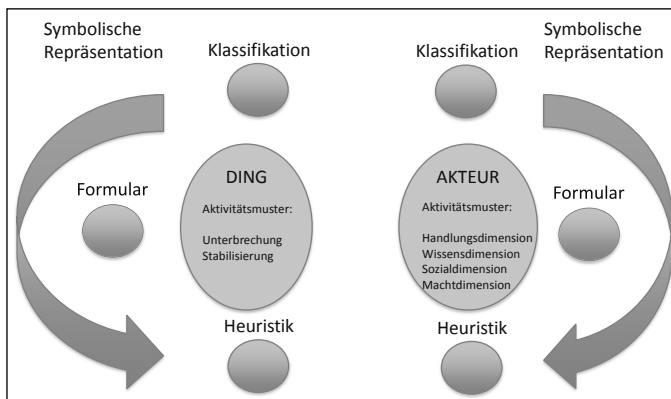 Symbolische
Repräsentation
Klassifikation
Formular
DING
Aktivitätsmuster:
Unterbrechung
Stabilisierung
Heuristik
Klassifikation
Symbolische
Repräsentation
AKTEUR
Aktivitätsmuster:
Handlungsdimension
Wissensdimension
Sozialdimension
Machtdimension
Formular
Heuristik